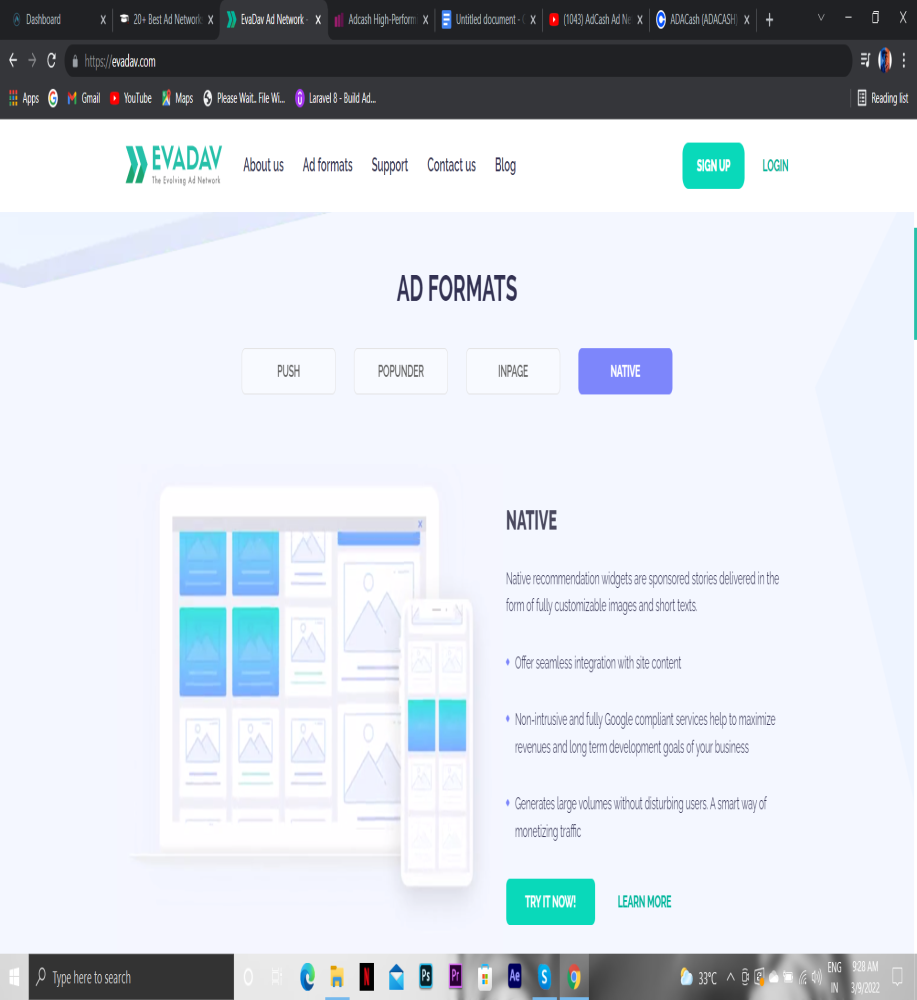 Dashboard
20+ Best Ad Network
EvaDav Ad Network -
Adcash High-Perform
Untitled document -
(1043) AdCash Ad Ne
ADACash (ADACASH)
https://evadav.com
Apps
Gmail
YouTube
Maps
Please Wait.. File Wi...
Laravel 8 - Build Ad...
Reading list
EVADAV
The Evolving Ad Network
About us
Ad formats
Support
Contact us
Blog
SIGN UP
LOGIN
AD FORMATS
PUSH
POPUNDER
INPAGE
NATIVE
NATIVE
Native recommendation widgets are sponsored stories delivered in the
form of fully customizable images and short texts.
Offer seamless integration with site content
Non-intrusive and fully Google compliant services help to maximize
revenues and long term development goals of your business
Generates large volumes without disturbing users. A smart way of
monetizing traffic
TRY IT NOW!
LEARN MORE
Type here to search
Ps
Pr
Ae
S
33°C
ENG
IN
9:28 AM
3/9/2022